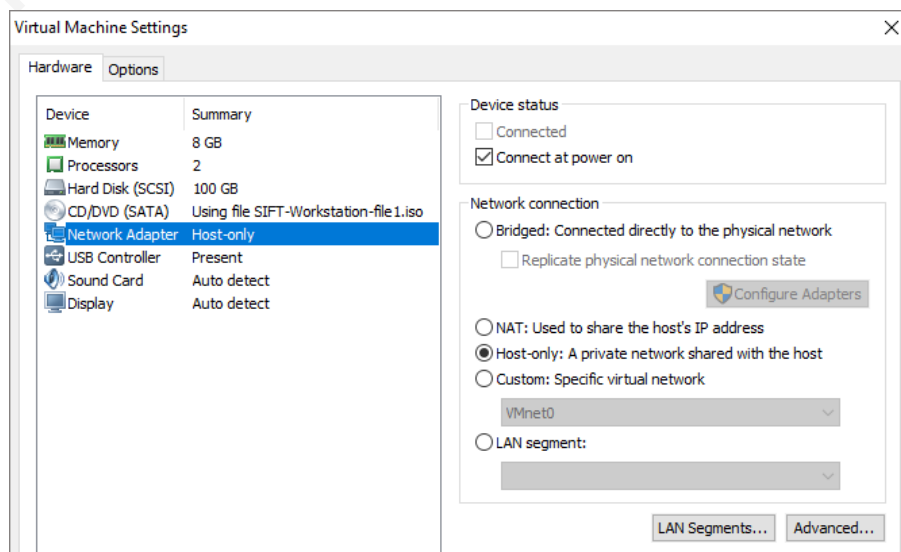 Virtual Machine Settings
Hardware Options
Device Summary
Memory 8 GB
Processors 2
Hard Disk (SCSI) 100 GB
CD/DVD (SATA) Using file SIFT-Workstation-file1.iso
Network Adapter Host-only
USB Controller Present
Sound Card Auto detect
Display Auto detect
Device status
Connected
Connect at power on
Network connection
Bridged: Connected directly to the physical network
Replicate physical network connection state
Configure Adapters
NAT: Used to share the host's IP address
Host-only: A private network shared with the host
Custom: Specific virtual network
VMnet0
LAN segment:
LAN Segments... Advanced...